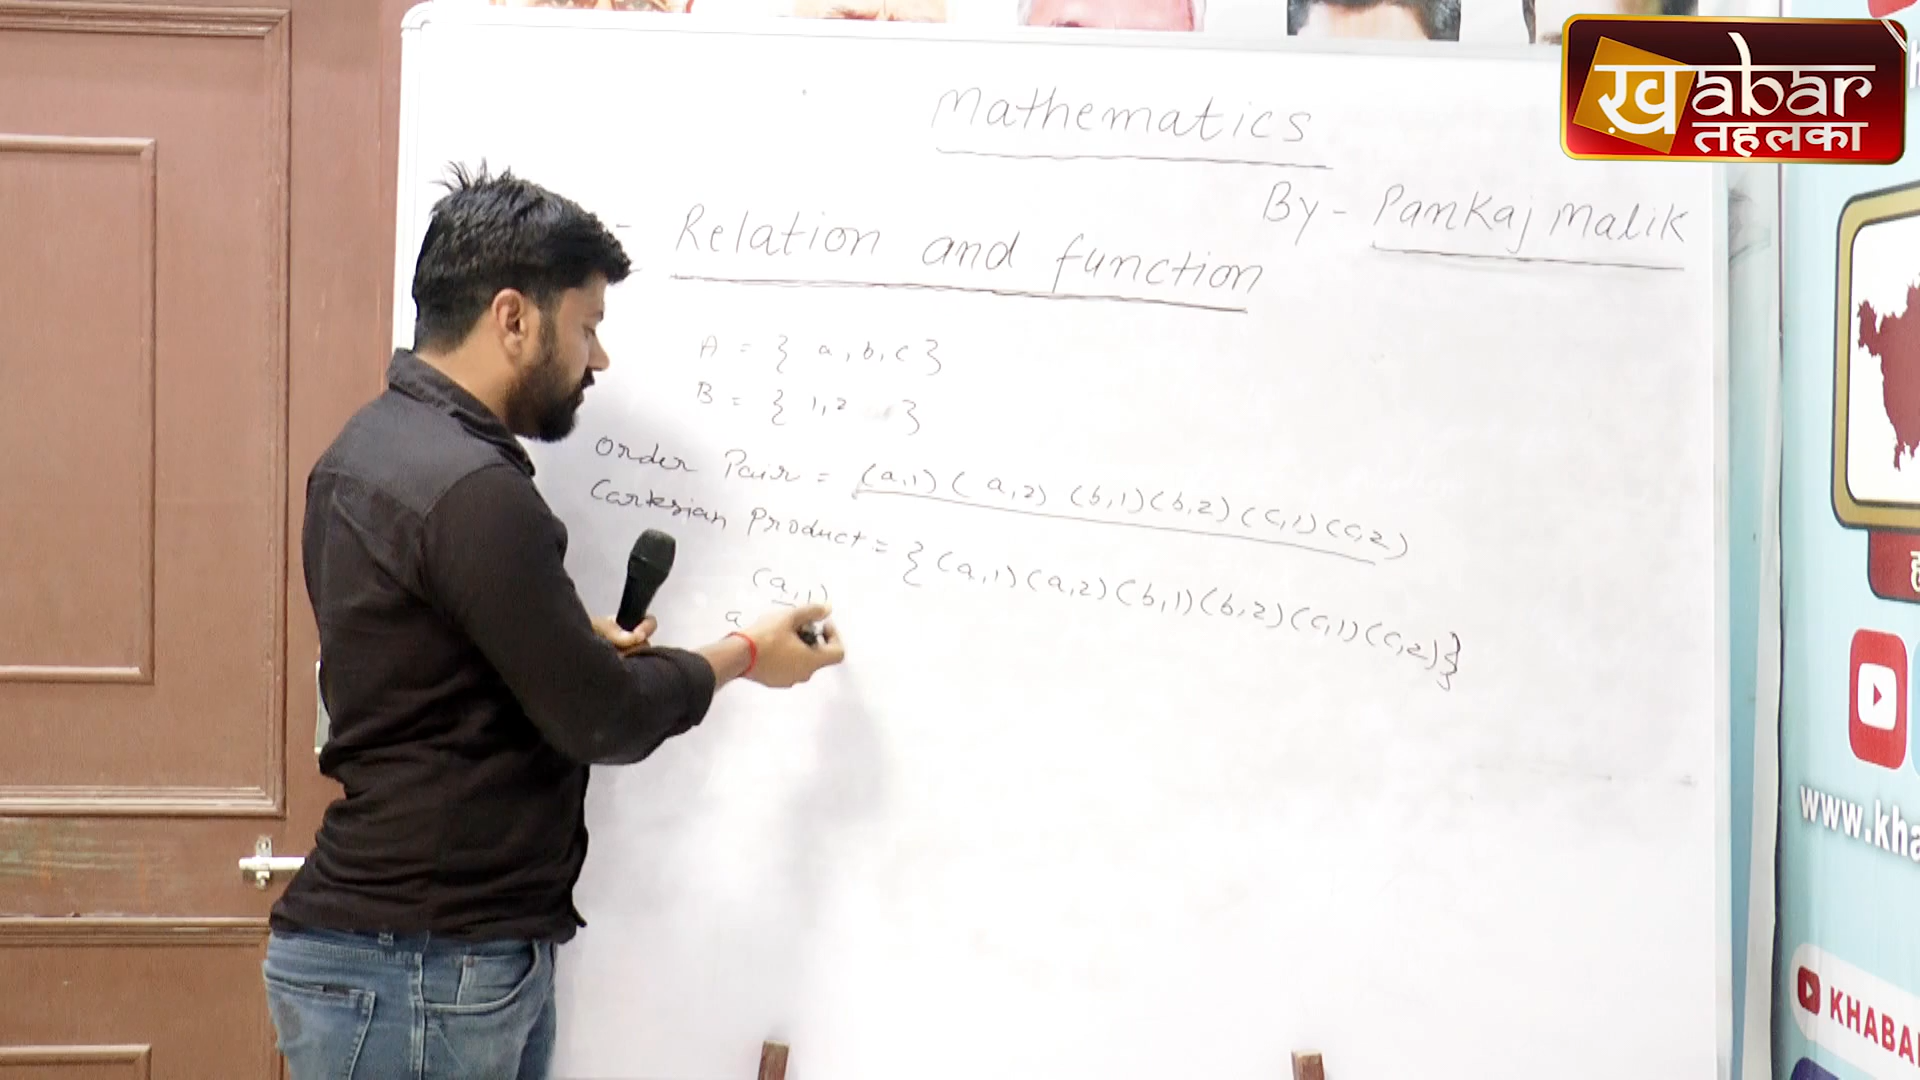 ख़abar
तहलका
Mathematics
By- Pankaj Malik
- Relation and function
A = { a, b, c }
B = { 1, 2 }
Order Pair = (a,1) ( a,2) (b,1)(b,2)(c,1)(c,2)
Cartesian Product = { (a,1)(a,2)(b,1)(b,2)(c,1)(c,2)}
(a,1)
a
www.kha
KHABA